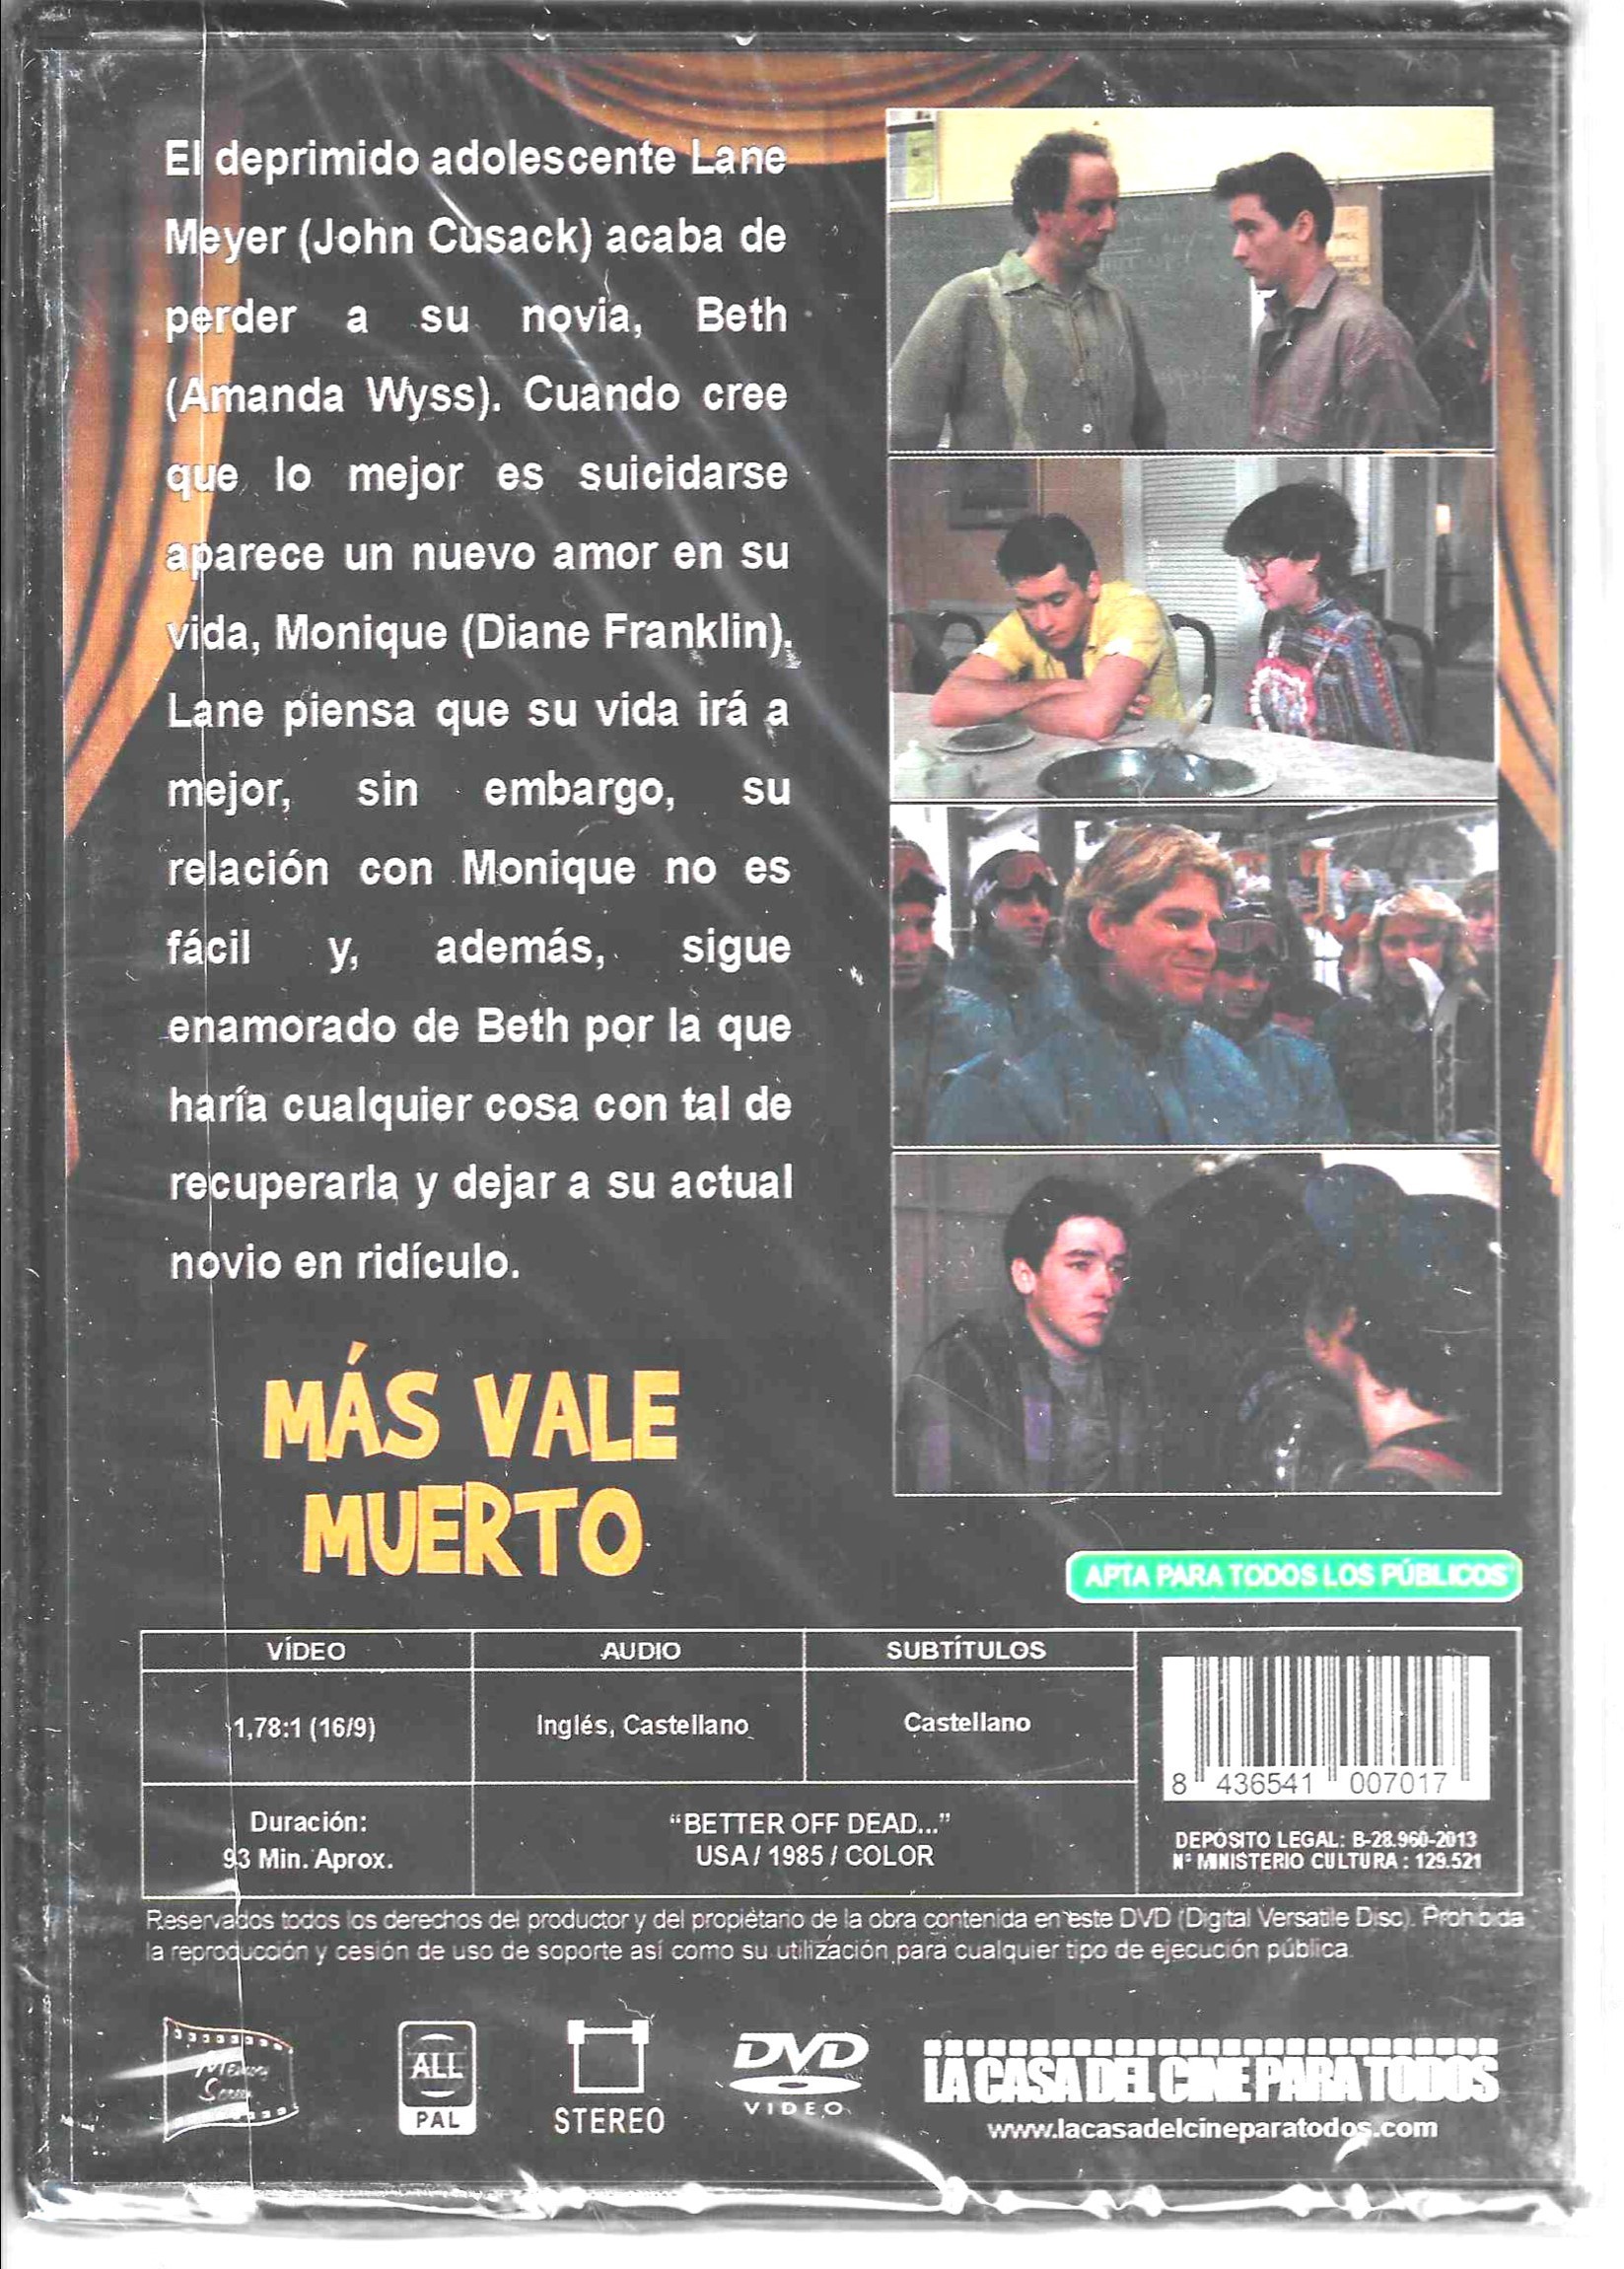 El deprimido adolescente Lane
Meyer (John Cusack) acaba de
perder a su novia, Beth
(Amanda Wyss). Cuando cree
que lo mejor es suicidarse
aparece un nuevo amor en su
vida, Monique (Diane Franklin).
Lane piensa que su vida irá a
mejor, sin embargo, su
relación con Monique no es
fácil y, además, sigue
enamorado de Beth por la que
haría cualquier cosa con tal de
recuperarla y dejar a su actual
novio en ridículo.
MÁS VALE
MUERTO
APTA PARA TODOS LOS PÚBLICOS
VÍDEO AUDIO SUBTÍTULOS
1,78:1 (16/9) Inglés, Castellano Castellano
8 436541 007017
Duración:
93 Min. Aprox.
“BETTER OFF DEAD...”
USA / 1985 / COLOR
DEPÓSITO LEGAL: B-28.960-2013
Nº MINISTERIO CULTURA : 129.521
Reservados todos los derechos del productor y del propietario de la obra contenida en este DVD (Digital Versatile Disc). Prohibida
la reproducción y cesión de uso de soporte así como su utilización para cualquier tipo de ejecución pública.
Memory
Screen
ALL
PAL
STEREO
DVD
VIDEO
LA CASA DEL CINE PARA TODOS
www.lacasadelcineparatodos.com